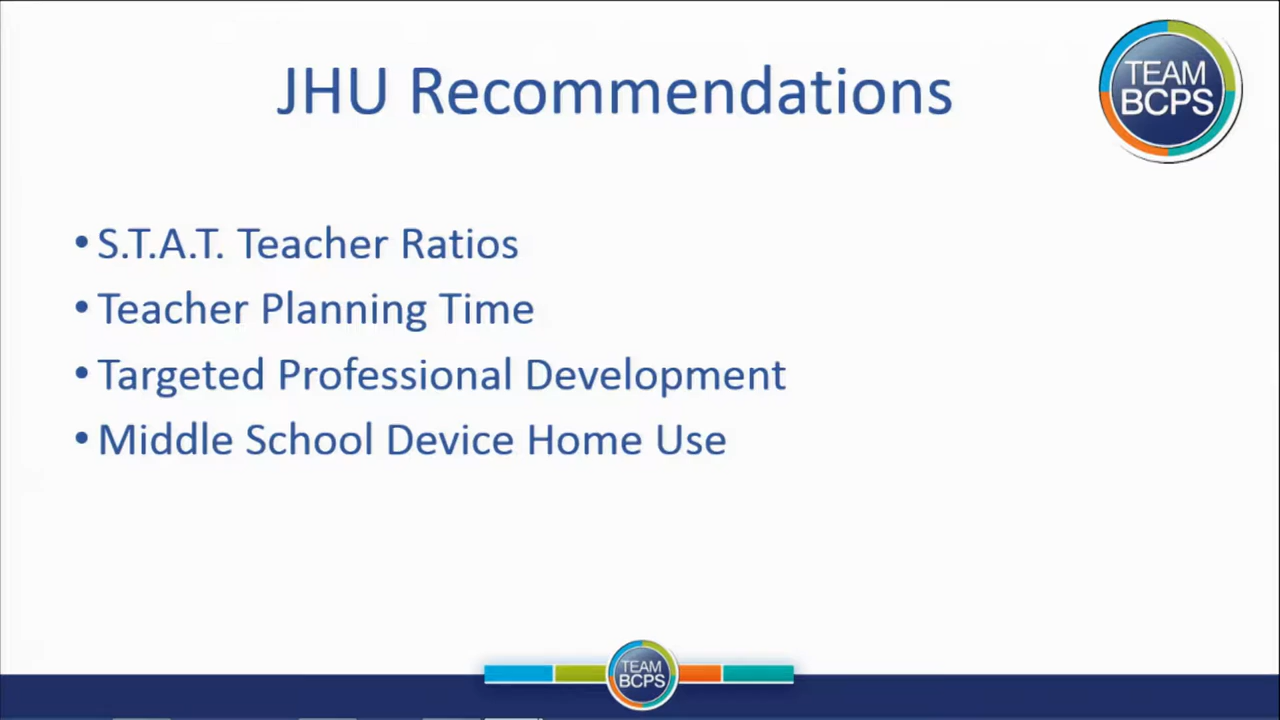 JHU Recommendations
TEAM
BCPS
• S.T.A.T. Teacher Ratios
• Teacher Planning Time
• Targeted Professional Development
• Middle School Device Home Use
TEAM
BCPS